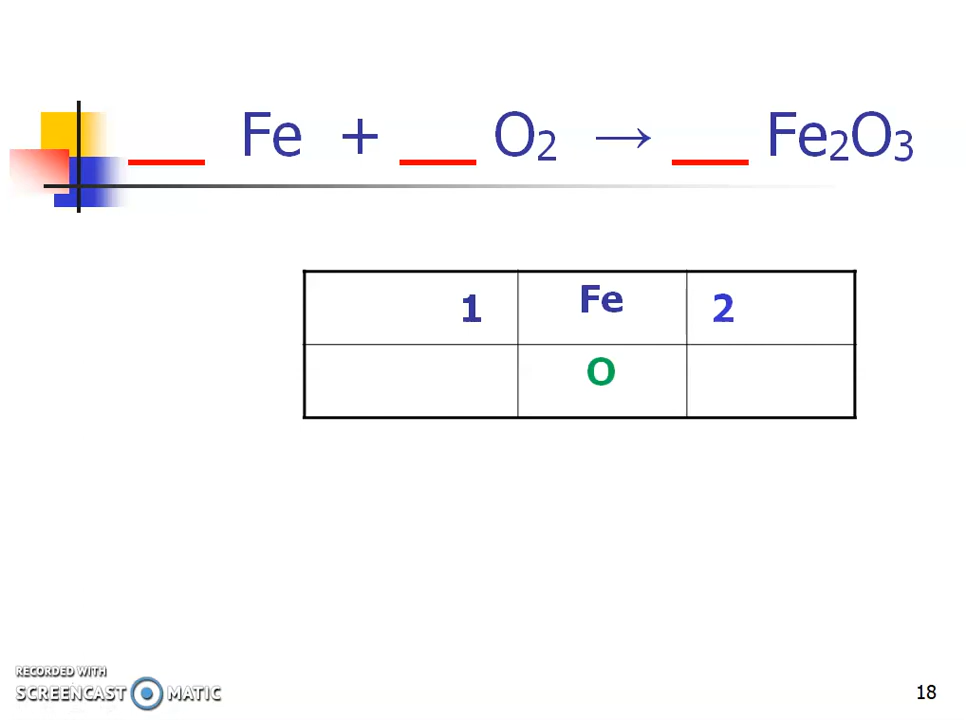 ___ Fe + ___ O₂ → ___ Fe₂O₃
1 Fe 2
O
RECORDED WITH
SCREENCAST MATIC
18